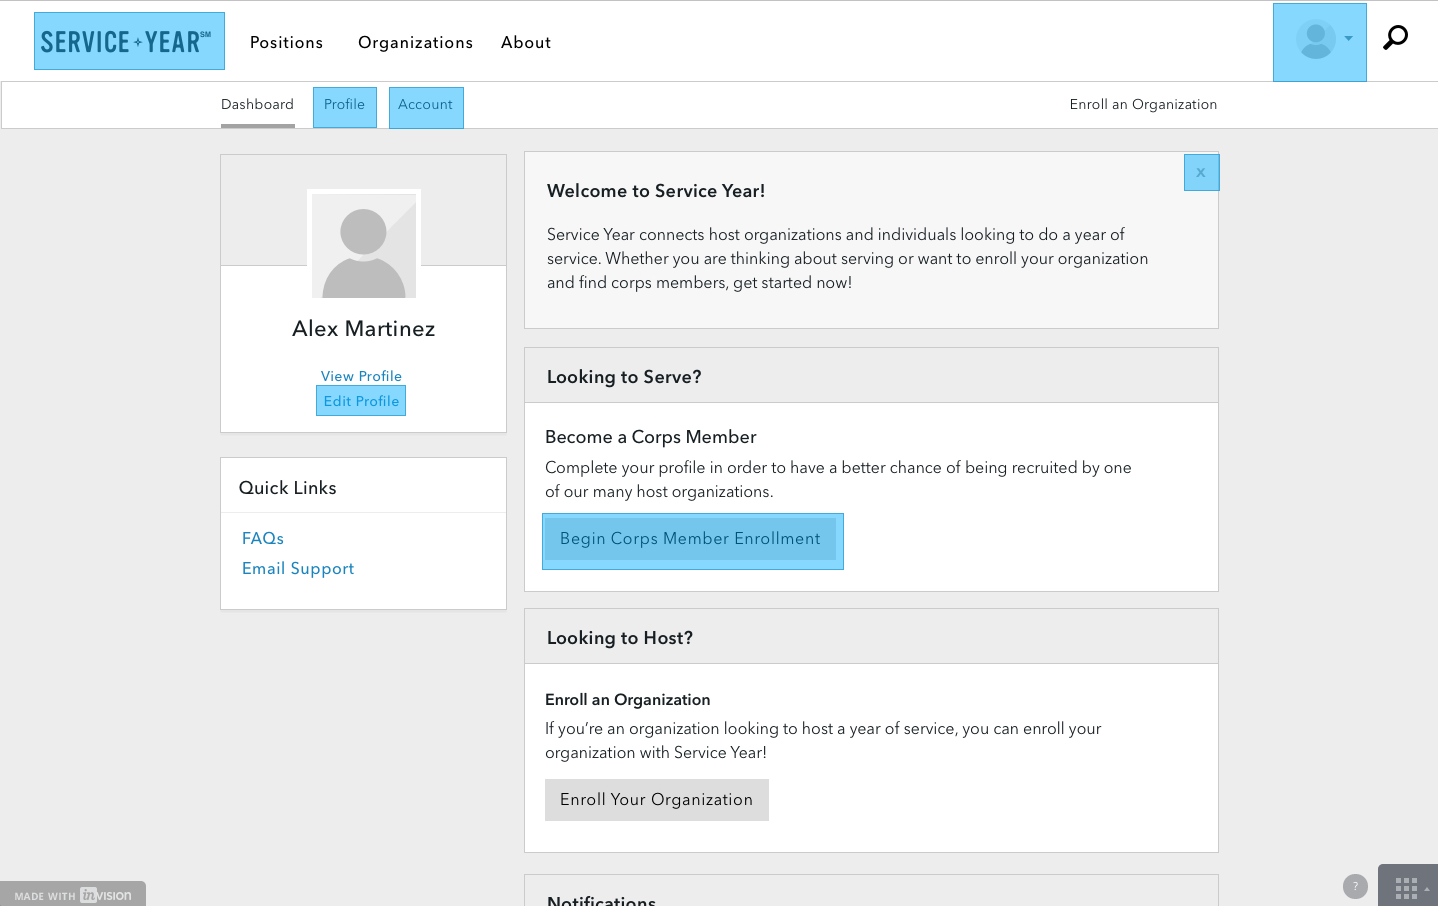 SERVICE + YEAR SM
Positions
Organizations
About
Dashboard
Profile
Account
Enroll an Organization
Alex Martinez
View Profile
Edit Profile
Quick Links
FAQs
Email Support
X
Welcome to Service Year!
Service Year connects host organizations and individuals looking to do a year of
service. Whether you are thinking about serving or want to enroll your organization
and find corps members, get started now!
Looking to Serve?
Become a Corps Member
Complete your profile in order to have a better chance of being recruited by one
of our many host organizations.
Begin Corps Member Enrollment
Looking to Host?
Enroll an Organization
If you’re an organization looking to host a year of service, you can enroll your
organization with Service Year!
Enroll Your Organization
Notifications
MADE WITH invision
?